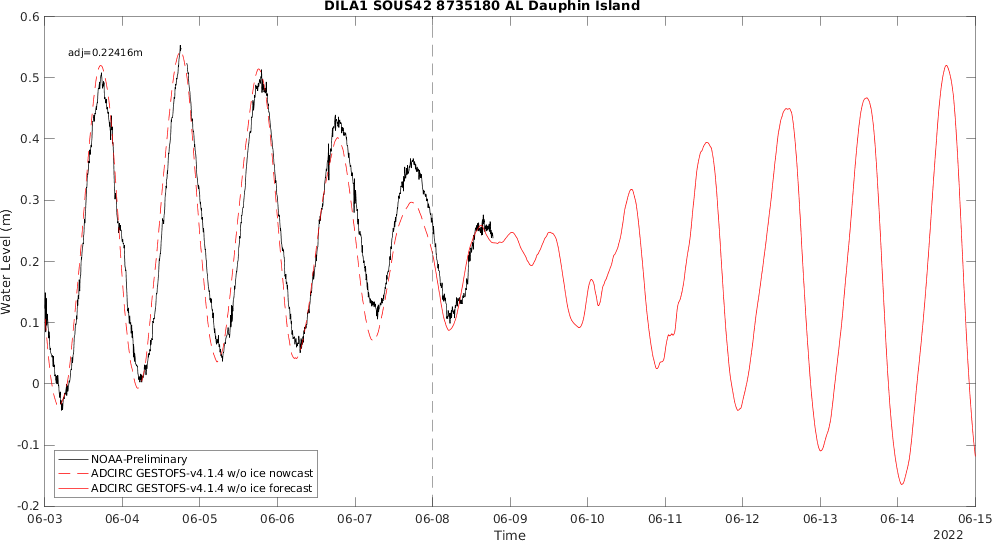 DILA1 SOUS42 8735180 AL Dauphin Island
adj=0.22416m
Water Level (m)
0.6
0.5
0.4
0.3
0.2
0.1
0
-0.1
-0.2
NOAA-Preliminary
ADCIRC GESTOFS-v4.1.4 w/o ice nowcast
ADCIRC GESTOFS-v4.1.4 w/o ice forecast
06-03 06-04 06-05 06-06 06-07 06-08 06-09 06-10 06-11 06-12 06-13 06-14 06-15
Time
2022